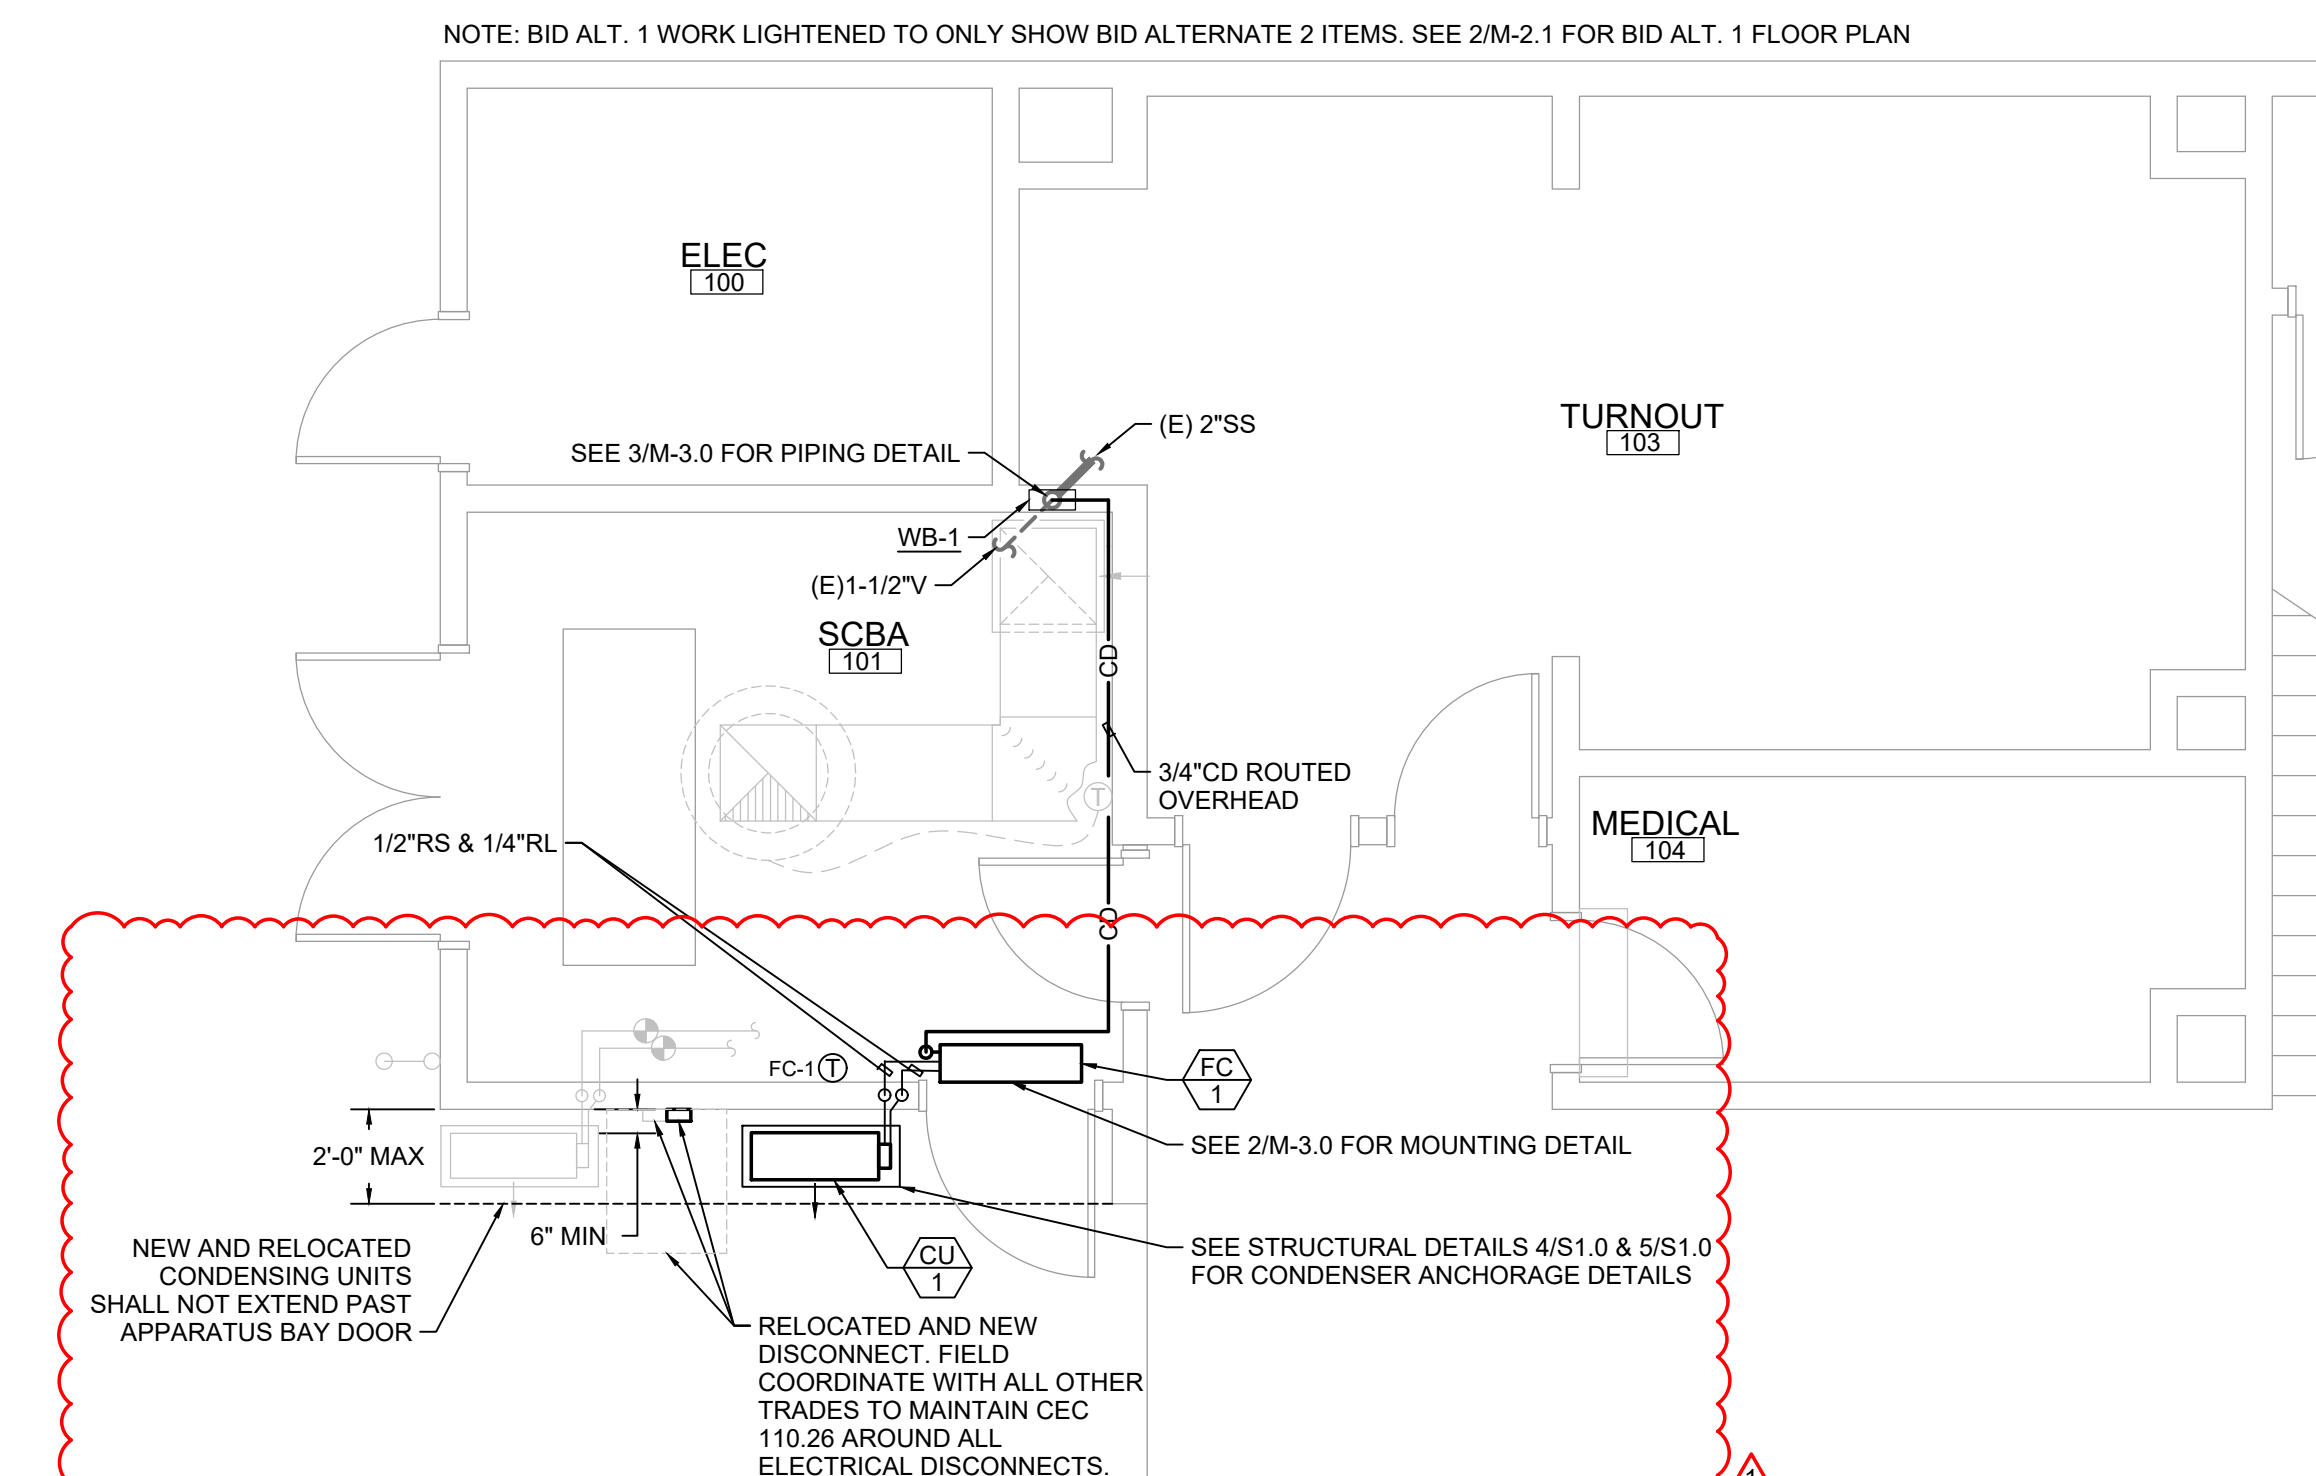 NOTE: BID ALT. 1 WORK LIGHTENED TO ONLY SHOW BID ALTERNATE 2 ITEMS. SEE 2/M-2.1 FOR BID ALT. 1 FLOOR PLAN
ELEC
100
TURNOUT
103
(E) 2"SS
SEE 3/M-3.0 FOR PIPING DETAIL
WB-1
(E)1-1/2"V
SCBA
101
CD
3/4"CD ROUTED
OVERHEAD
T
MEDICAL
104
1/2"RS & 1/4"RL
CD
FC-1 T
FC
1
SEE 2/M-3.0 FOR MOUNTING DETAIL
2'-0" MAX
6" MIN
NEW AND RELOCATED
CONDENSING UNITS
SHALL NOT EXTEND PAST
APPARATUS BAY DOOR
CU
1
SEE STRUCTURAL DETAILS 4/S1.0 & 5/S1.0
FOR CONDENSER ANCHORAGE DETAILS
RELOCATED AND NEW
DISCONNECT. FIELD
COORDINATE WITH ALL OTHER
TRADES TO MAINTAIN CEC
110.26 AROUND ALL
ELECTRICAL DISCONNECTS.
1